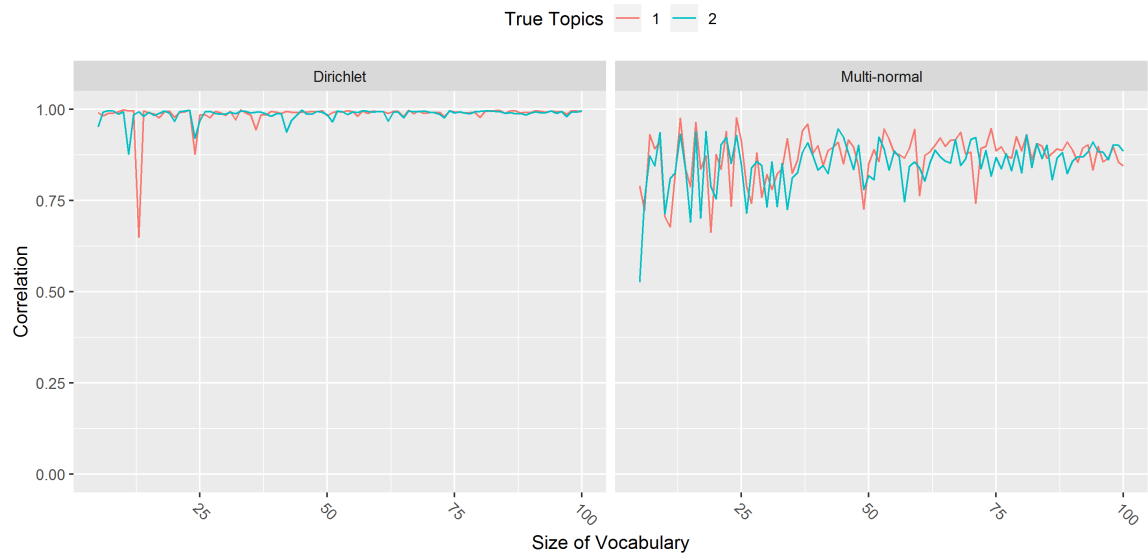 True Topics 1 2
Dirichlet Multi-normal
1.00
0.75
0.50
0.25
0.00
Correlation
25 50 75 100 25 50 75 100
Size of Vocabulary